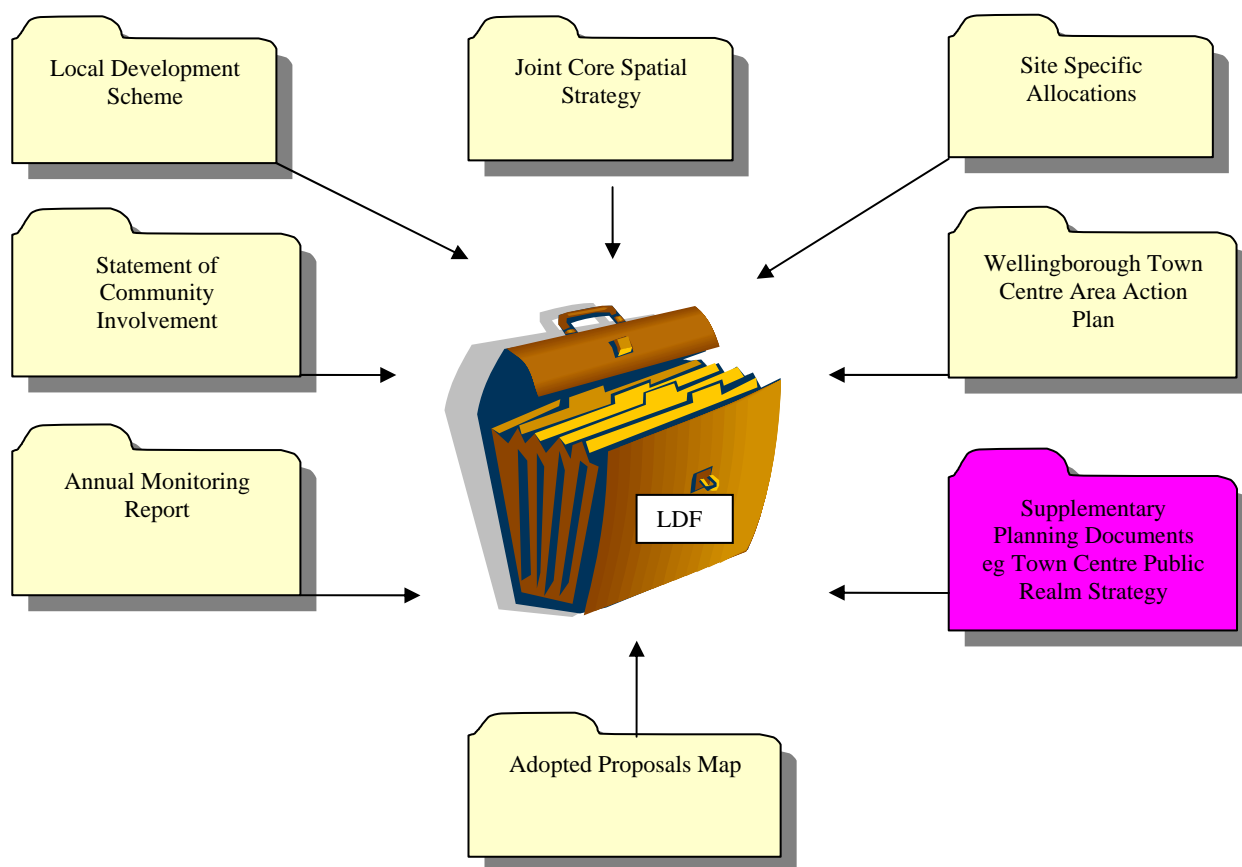 Local Development
Scheme
Joint Core Spatial
Strategy
Site Specific
Allocations
Statement of
Community
Involvement
Wellingborough Town
Centre Area Action
Plan
Annual Monitoring
Report
LDF
Supplementary
Planning Documents
eg Town Centre Public
Realm Strategy
Adopted Proposals Map